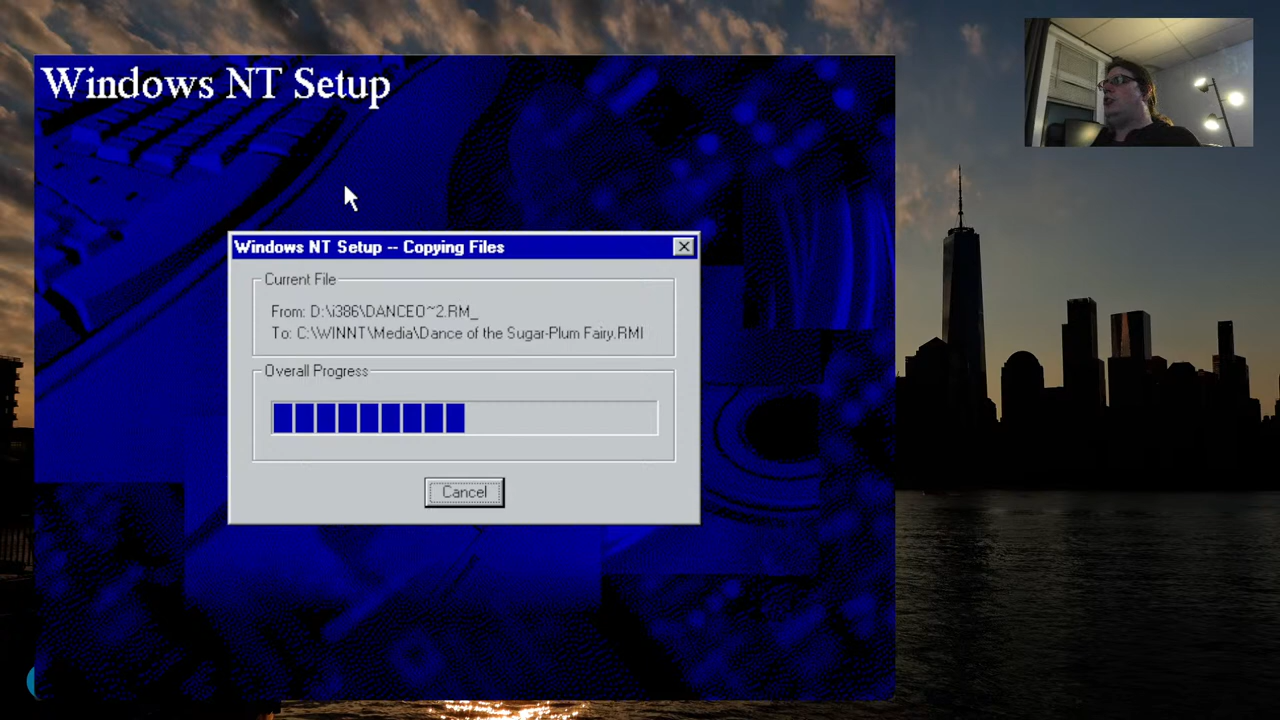 Windows NT Setup
Windows NT Setup -- Copying Files
Current File
From: D:\i386\DANCEO~2.RM_
To: C:\WINNT\Media\Dance of the Sugar-Plum Fairy.RMI
Overall Progress
Cancel